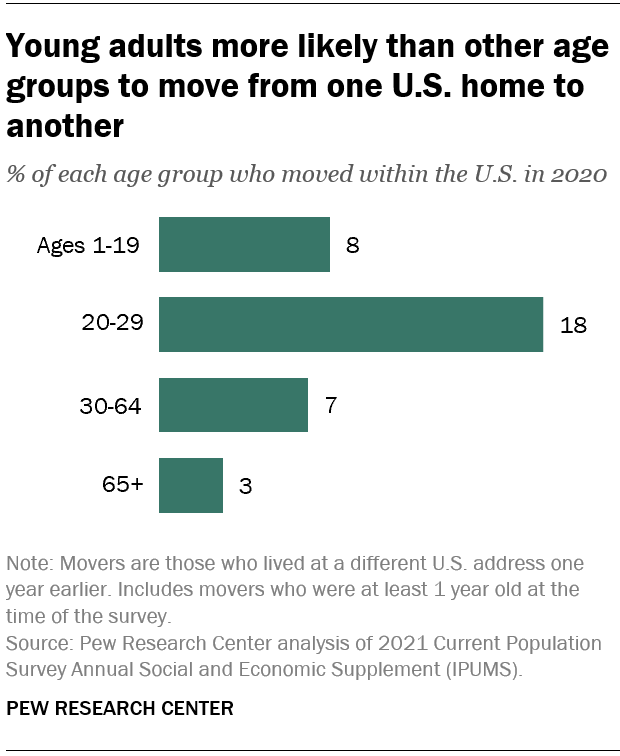 Young adults more likely than other age
groups to move from one U.S. home to
another
% of each age group who moved within the U.S. in 2020
Ages 1-19 8
20-29 18
30-64 7
65+ 3
Note: Movers are those who lived at a different U.S. address one
year earlier. Includes movers who were at least 1 year old at the
time of the survey.
Source: Pew Research Center analysis of 2021 Current Population
Survey Annual Social and Economic Supplement (IPUMS).
PEW RESEARCH CENTER